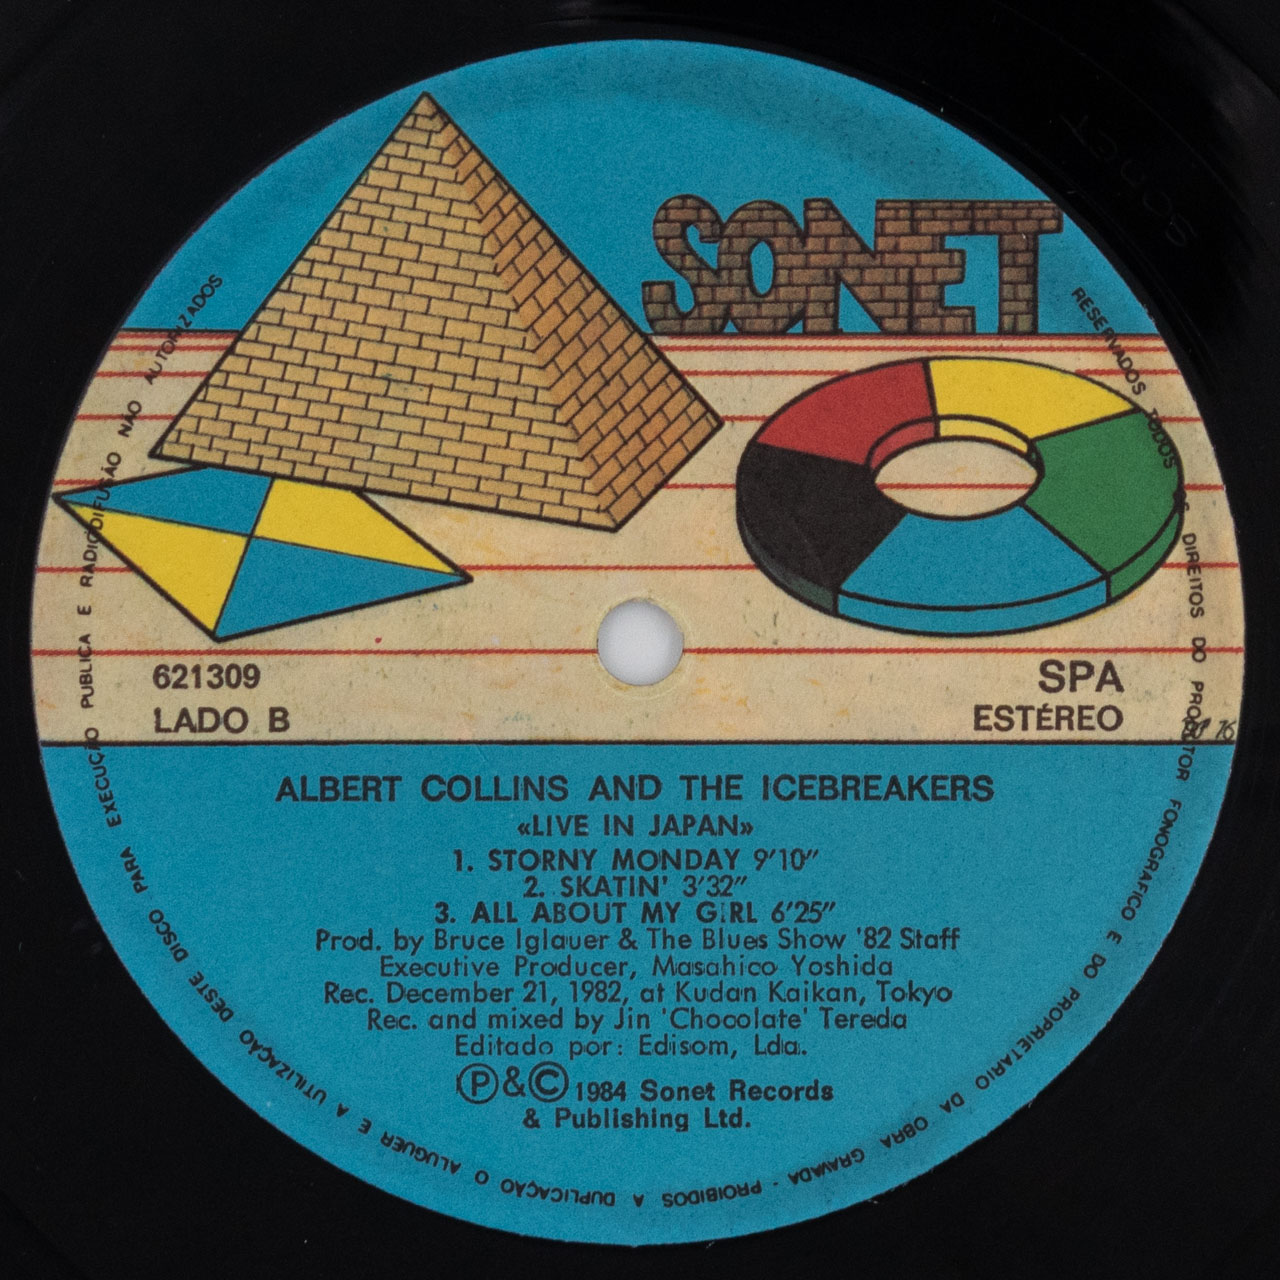 SONET
621309
LADO B
SPA
ESTÉREO
ALBERT COLLINS AND THE ICEBREAKERS
«LIVE IN JAPAN»
1. STORNY MONDAY 9'10"
2. SKATIN' 3'32"
3. ALL ABOUT MY GIRL 6'25"
Prod. by Bruce Iglauer & The Blues Show '82 Staff
Executive Producer, Masahico Yoshida
Rec. December 21, 1982, at Kudan Kaikan, Tokyo
Rec. and mixed by Jin 'Chocolate' Tereda
Editado por: Edisom, Lda.
Ⓟ&© 1984 Sonet Records
& Publishing Ltd.
RESERVADOS TODOS OS DIREITOS DO PRODUTOR FONOGRAFICO E DO PROPRIETARIO DA OBRA GRAVADA - PROIBIDOS A DUPLICAÇÃO O ALUGUER E A UTILIZAÇÃO DESTE DISCO PARA EXECUÇÃO PUBLICA E RADIODIFUSÃO NÃO AUTORIZADOS
SONET